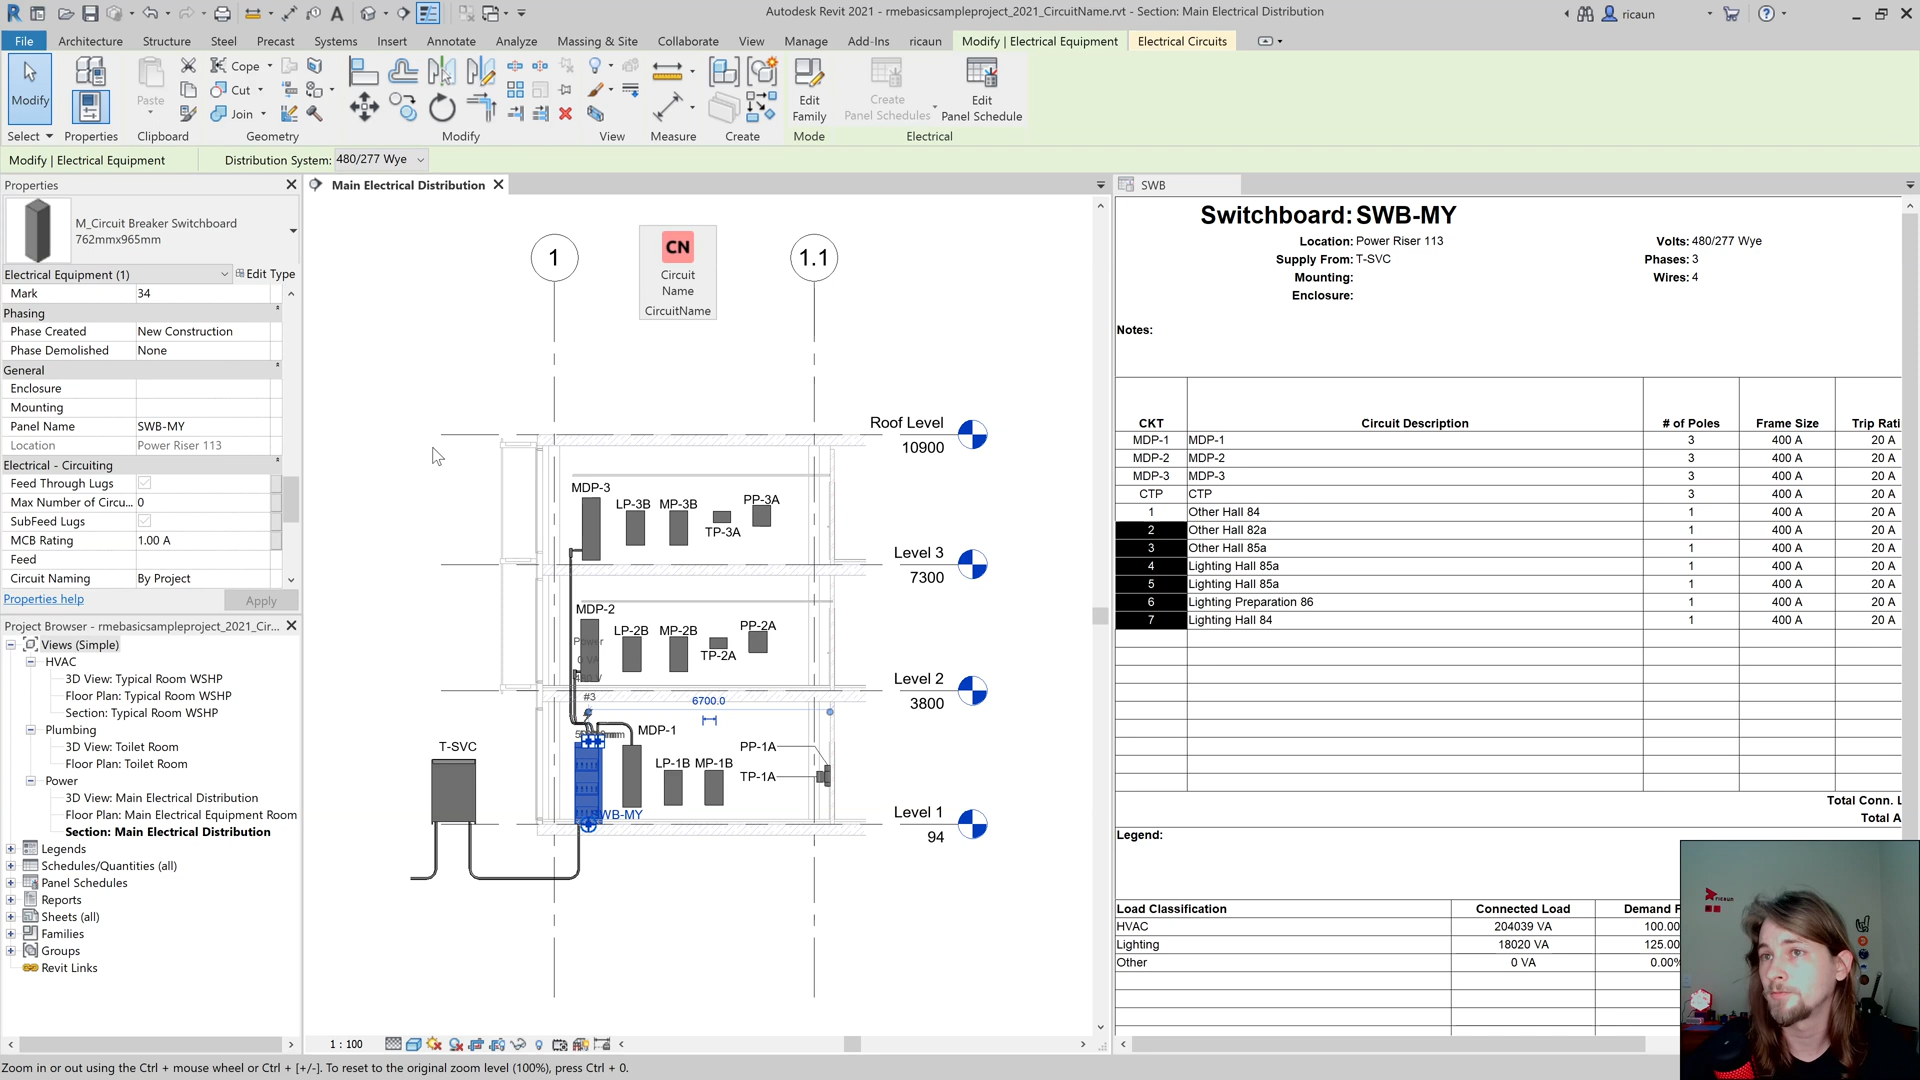 Autodesk Revit 2021 - rmebasicsampleproject_2021_CircuitName.rvt - Section: Main Electrical Distribution
ricaun
File Architecture Structure Steel Precast Systems Insert Annotate Analyze Massing & Site Collaborate View Manage Add-Ins ricaun Modify | Electrical Equipment Electrical Circuits
Modify
Paste
Cope
Cut
Join
Edit Family
Create Panel Schedules
Edit Panel Schedule
Select Properties Clipboard Geometry Modify View Measure Create Mode Electrical
Modify | Electrical Equipment Distribution System: 480/277 Wye
Properties
M_Circuit Breaker Switchboard
762mmx965mm
Electrical Equipment (1) Edit Type
Mark 34
Phasing
Phase Created New Construction
Phase Demolished None
General
Enclosure
Mounting
Panel Name SWB-MY
Location Power Riser 113
Electrical - Circuiting
Feed Through Lugs
Max Number of Circu... 0
SubFeed Lugs
MCB Rating 1.00 A
Feed
Circuit Naming By Project
Properties help Apply
Project Browser - rmebasicsampleproject_2021_Cir...
Views (Simple)
HVAC
3D View: Typical Room WSHP
Floor Plan: Typical Room WSHP
Section: Typical Room WSHP
Plumbing
3D View: Toilet Room
Floor Plan: Toilet Room
Power
3D View: Main Electrical Distribution
Floor Plan: Main Electrical Equipment Room
Section: Main Electrical Distribution
Legends
Schedules/Quantities (all)
Panel Schedules
Reports
Sheets (all)
Families
Groups
Revit Links
Main Electrical Distribution
1
CN
Circuit
Name
CircuitName
1.1
Roof Level
10900
MDP-3
LP-3B MP-3B
TP-3A
PP-3A
Level 3
7300
MDP-2
LP-2B MP-2B
TP-2A
PP-2A
Power
0 VA
#3
Level 2
3800
6700.0
T-SVC
MDP-1
LP-1B MP-1B
PP-1A
TP-1A
SWB-MY
Level 1
94
1 : 100
SWB
Switchboard: SWB-MY
Location: Power Riser 113 Volts: 480/277 Wye
Supply From: T-SVC Phases: 3
Mounting: Wires: 4
Enclosure:
Notes:
CKT Circuit Description # of Poles Frame Size Trip Rati
MDP-1 MDP-1 3 400 A 20 A
MDP-2 MDP-2 3 400 A 20 A
MDP-3 MDP-3 3 400 A 20 A
CTP CTP 3 400 A 20 A
1 Other Hall 84 1 400 A 20 A
2 Other Hall 82a 1 400 A 20 A
3 Other Hall 85a 1 400 A 20 A
4 Lighting Hall 85a 1 400 A 20 A
5 Lighting Hall 85a 1 400 A 20 A
6 Lighting Preparation 86 1 400 A 20 A
7 Lighting Hall 84 1 400 A 20 A
Total Conn. L
Total A
Legend:
Load Classification Connected Load Demand F
HVAC 204039 VA 100.00
Lighting 18020 VA 125.00
Other 0 VA 0.00%
ricaun
Zoom in or out using the Ctrl + mouse wheel or Ctrl + [+/-]. To reset to the original zoom level (100%), press Ctrl + 0.